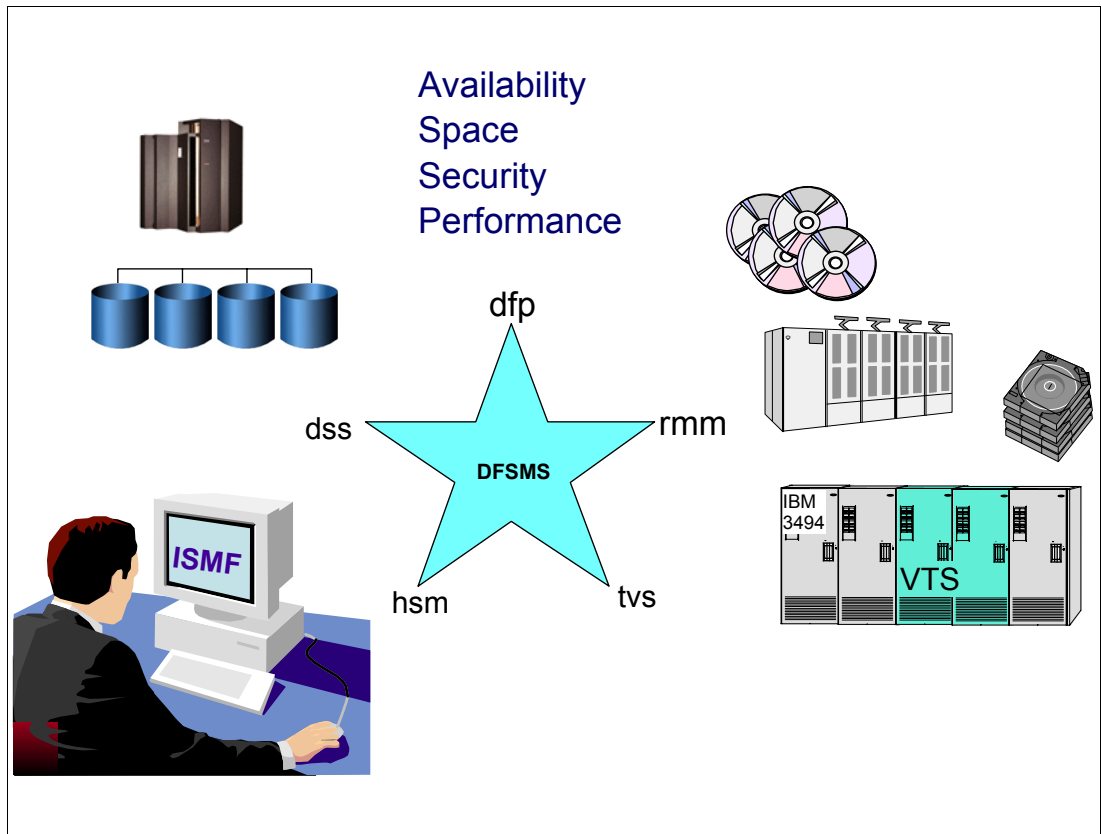 Availability
Space
Security
Performance
dfp
dss
rmm
DFSMS
IBM
3494
ISMF
VTS
hsm
tvs